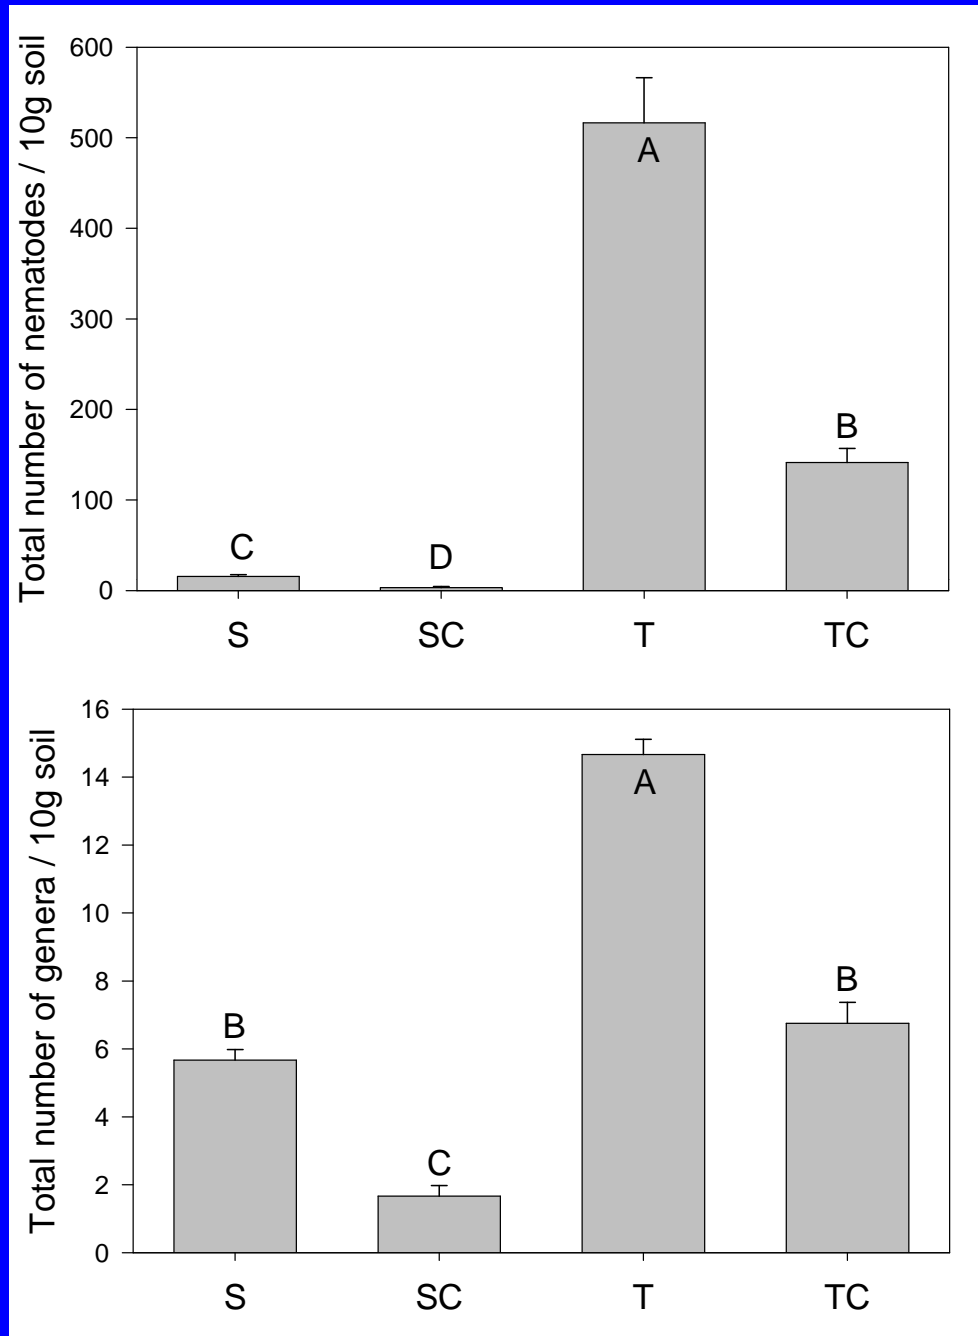 Total number of nematodes / 10g soil
600
500
400
300
200
100
0
A
B
C
D
S SC T TC
Total number of genera / 10g soil
16
14
12
10
8
6
4
2
0
A
B
B
C
S SC T TC